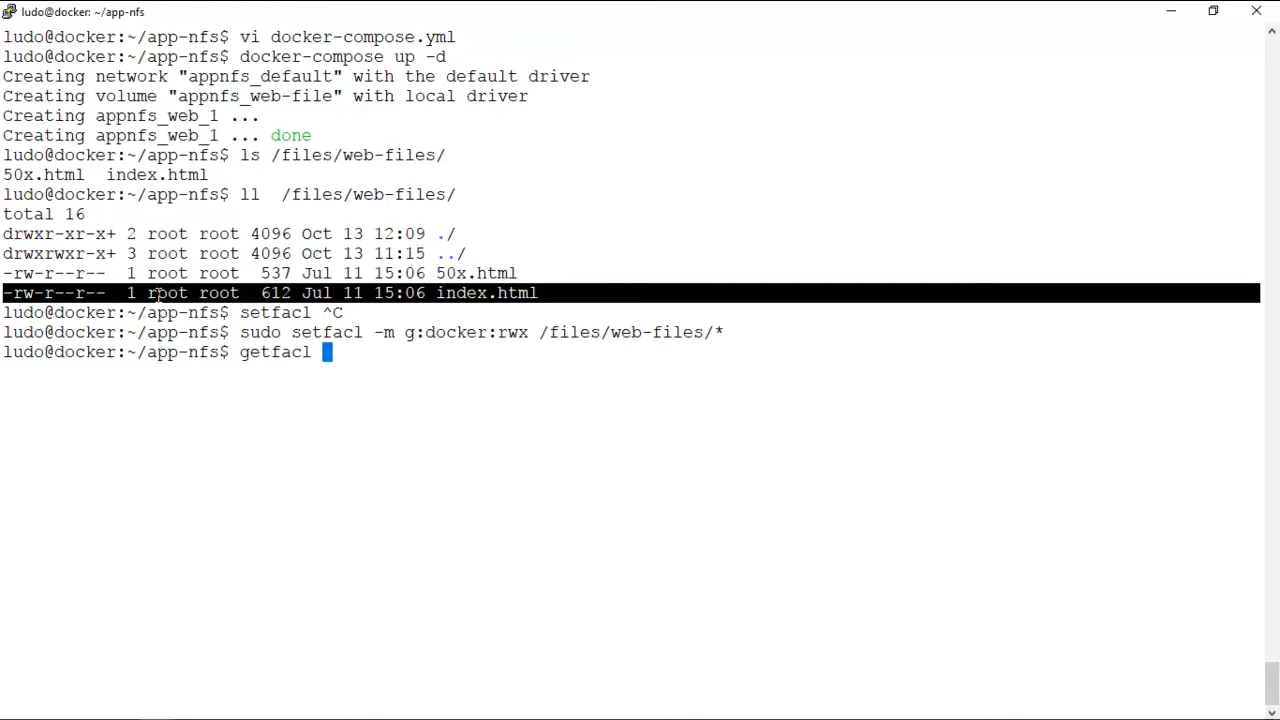 ludo@docker: ~/app-nfs
ludo@docker:~/app-nfs$ vi docker-compose.yml
ludo@docker:~/app-nfs$ docker-compose up -d
Creating network "appnfs_default" with the default driver
Creating volume "appnfs_web-file" with local driver
Creating appnfs_web_1 ...
Creating appnfs_web_1 ... done
ludo@docker:~/app-nfs$ ls /files/web-files/
50x.html  index.html
ludo@docker:~/app-nfs$ ll  /files/web-files/
total 16
drwxr-xr-x+ 2 root root 4096 Oct 13 12:09 ./
drwxrwxr-x+ 3 root root 4096 Oct 13 11:15 ../
-rw-r--r--  1 root root  537 Jul 11 15:06 50x.html
-rw-r--r--  1 root root  612 Jul 11 15:06 index.html
ludo@docker:~/app-nfs$ setfacl ^C
ludo@docker:~/app-nfs$ sudo setfacl -m g:docker:rwx /files/web-files/*
ludo@docker:~/app-nfs$ getfacl